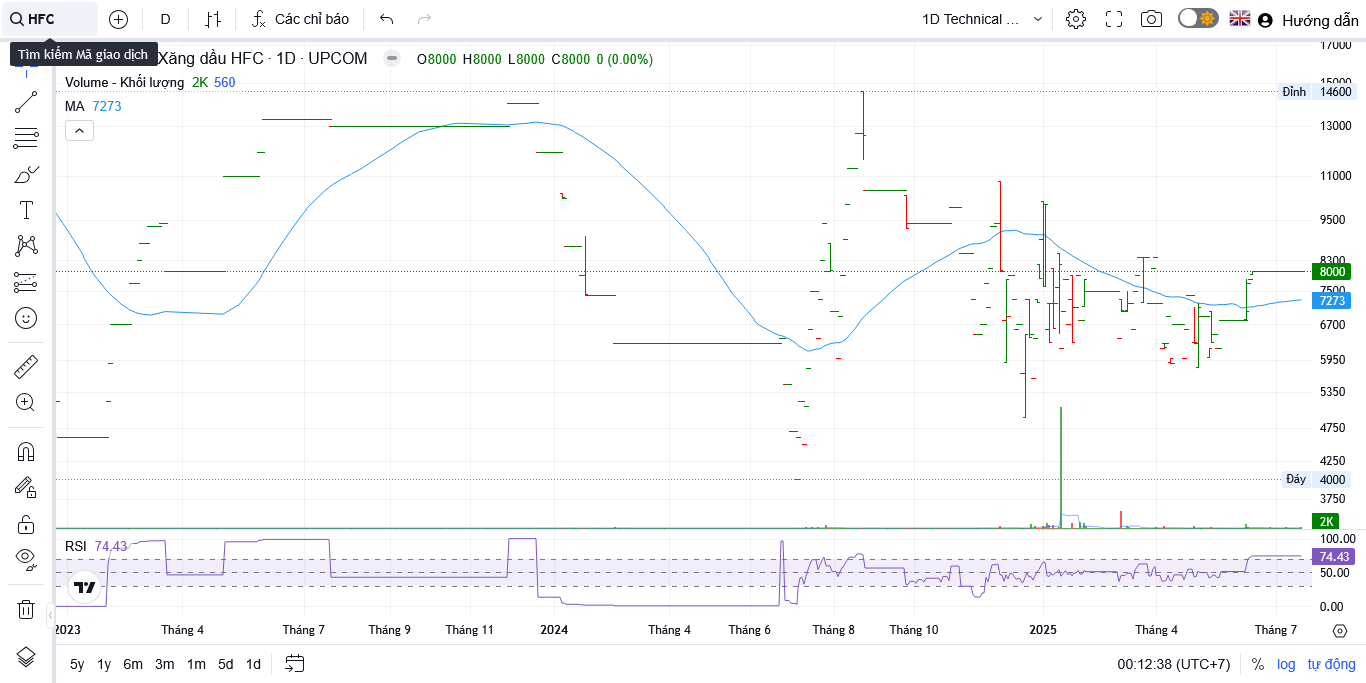 HFC D Các chỉ báo 1D Technical ... Hướng dẫn
Tìm kiếm Mã giao dịch
Xăng dầu HFC · 1D · UPCOM O8000 H8000 L8000 C8000 0 (0.00%)
Volume - Khối lượng 2K 560
MA 7273
17000
15000
Đỉnh 14600
13000
11000
9500
8300
8000
7500
7273
6700
5950
5350
4750
4250
Đáy 4000
3750
2K
RSI 74.43
100.00
74.43
50.00
0.00
2023 Tháng 4 Tháng 7 Tháng 9 Tháng 11 2024 Tháng 4 Tháng 6 Tháng 8 Tháng 10 2025 Tháng 4 Tháng 7
5y 1y 6m 3m 1m 5d 1d 00:12:38 (UTC+7) % log tự động